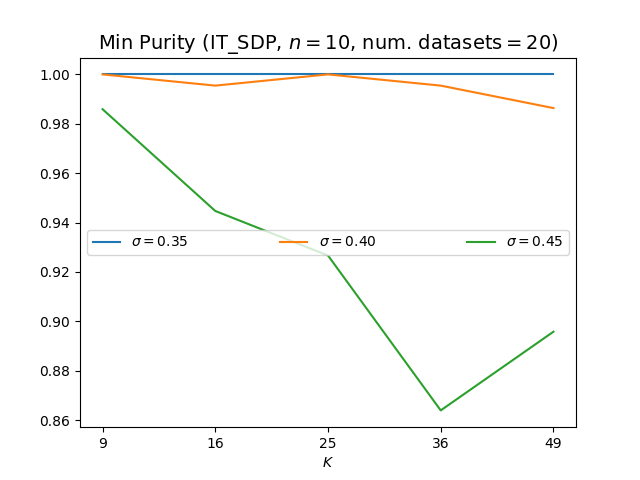 Min Purity (IT_SDP, n = 10, num. datasets = 20)
1.00
0.98
0.96
0.94
0.92
0.90
0.88
0.86
σ = 0.35 σ = 0.40 σ = 0.45
9 16 25 36 49
K